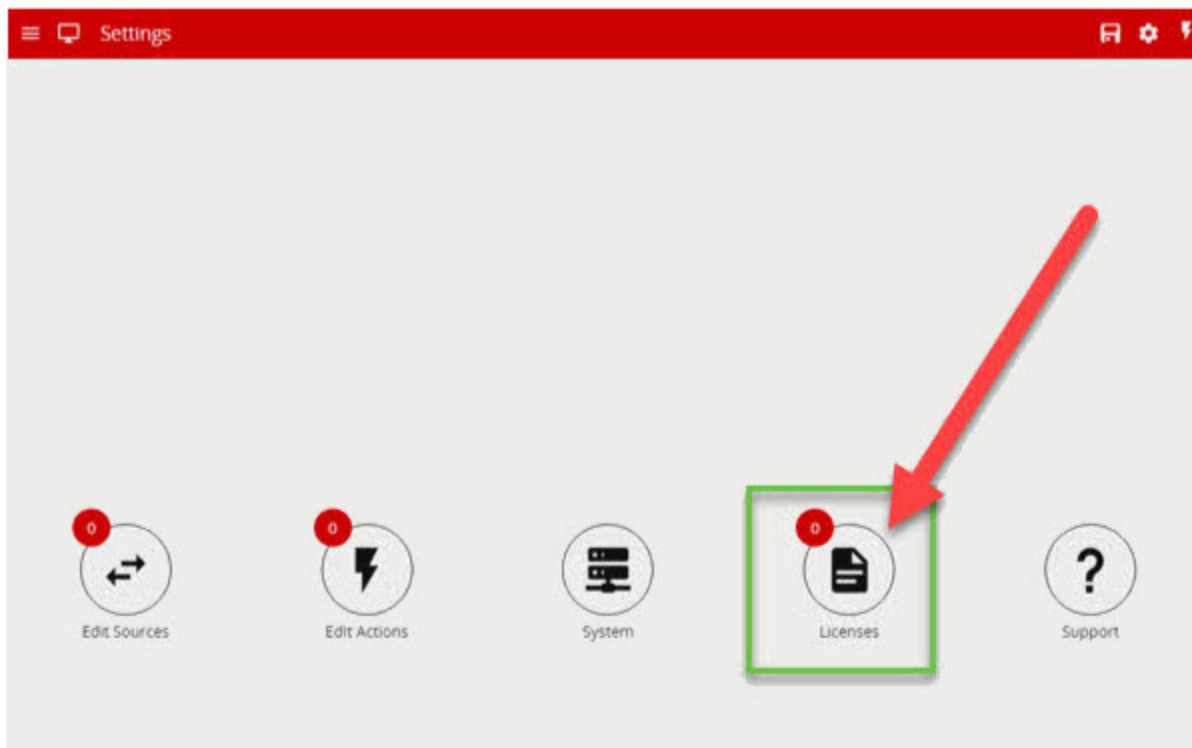 Settings
0
0
0
Edit Sources
Edit Actions
System
Licenses
Support